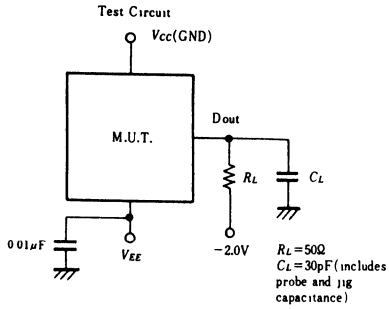 Test Circuit
Vcc(GND)
Dout
M.U.T.
RL
CL
0 01μF
VEE
−2.0V
RL=50Ω
CL=30pF(includes
probe and jig
capacitance)